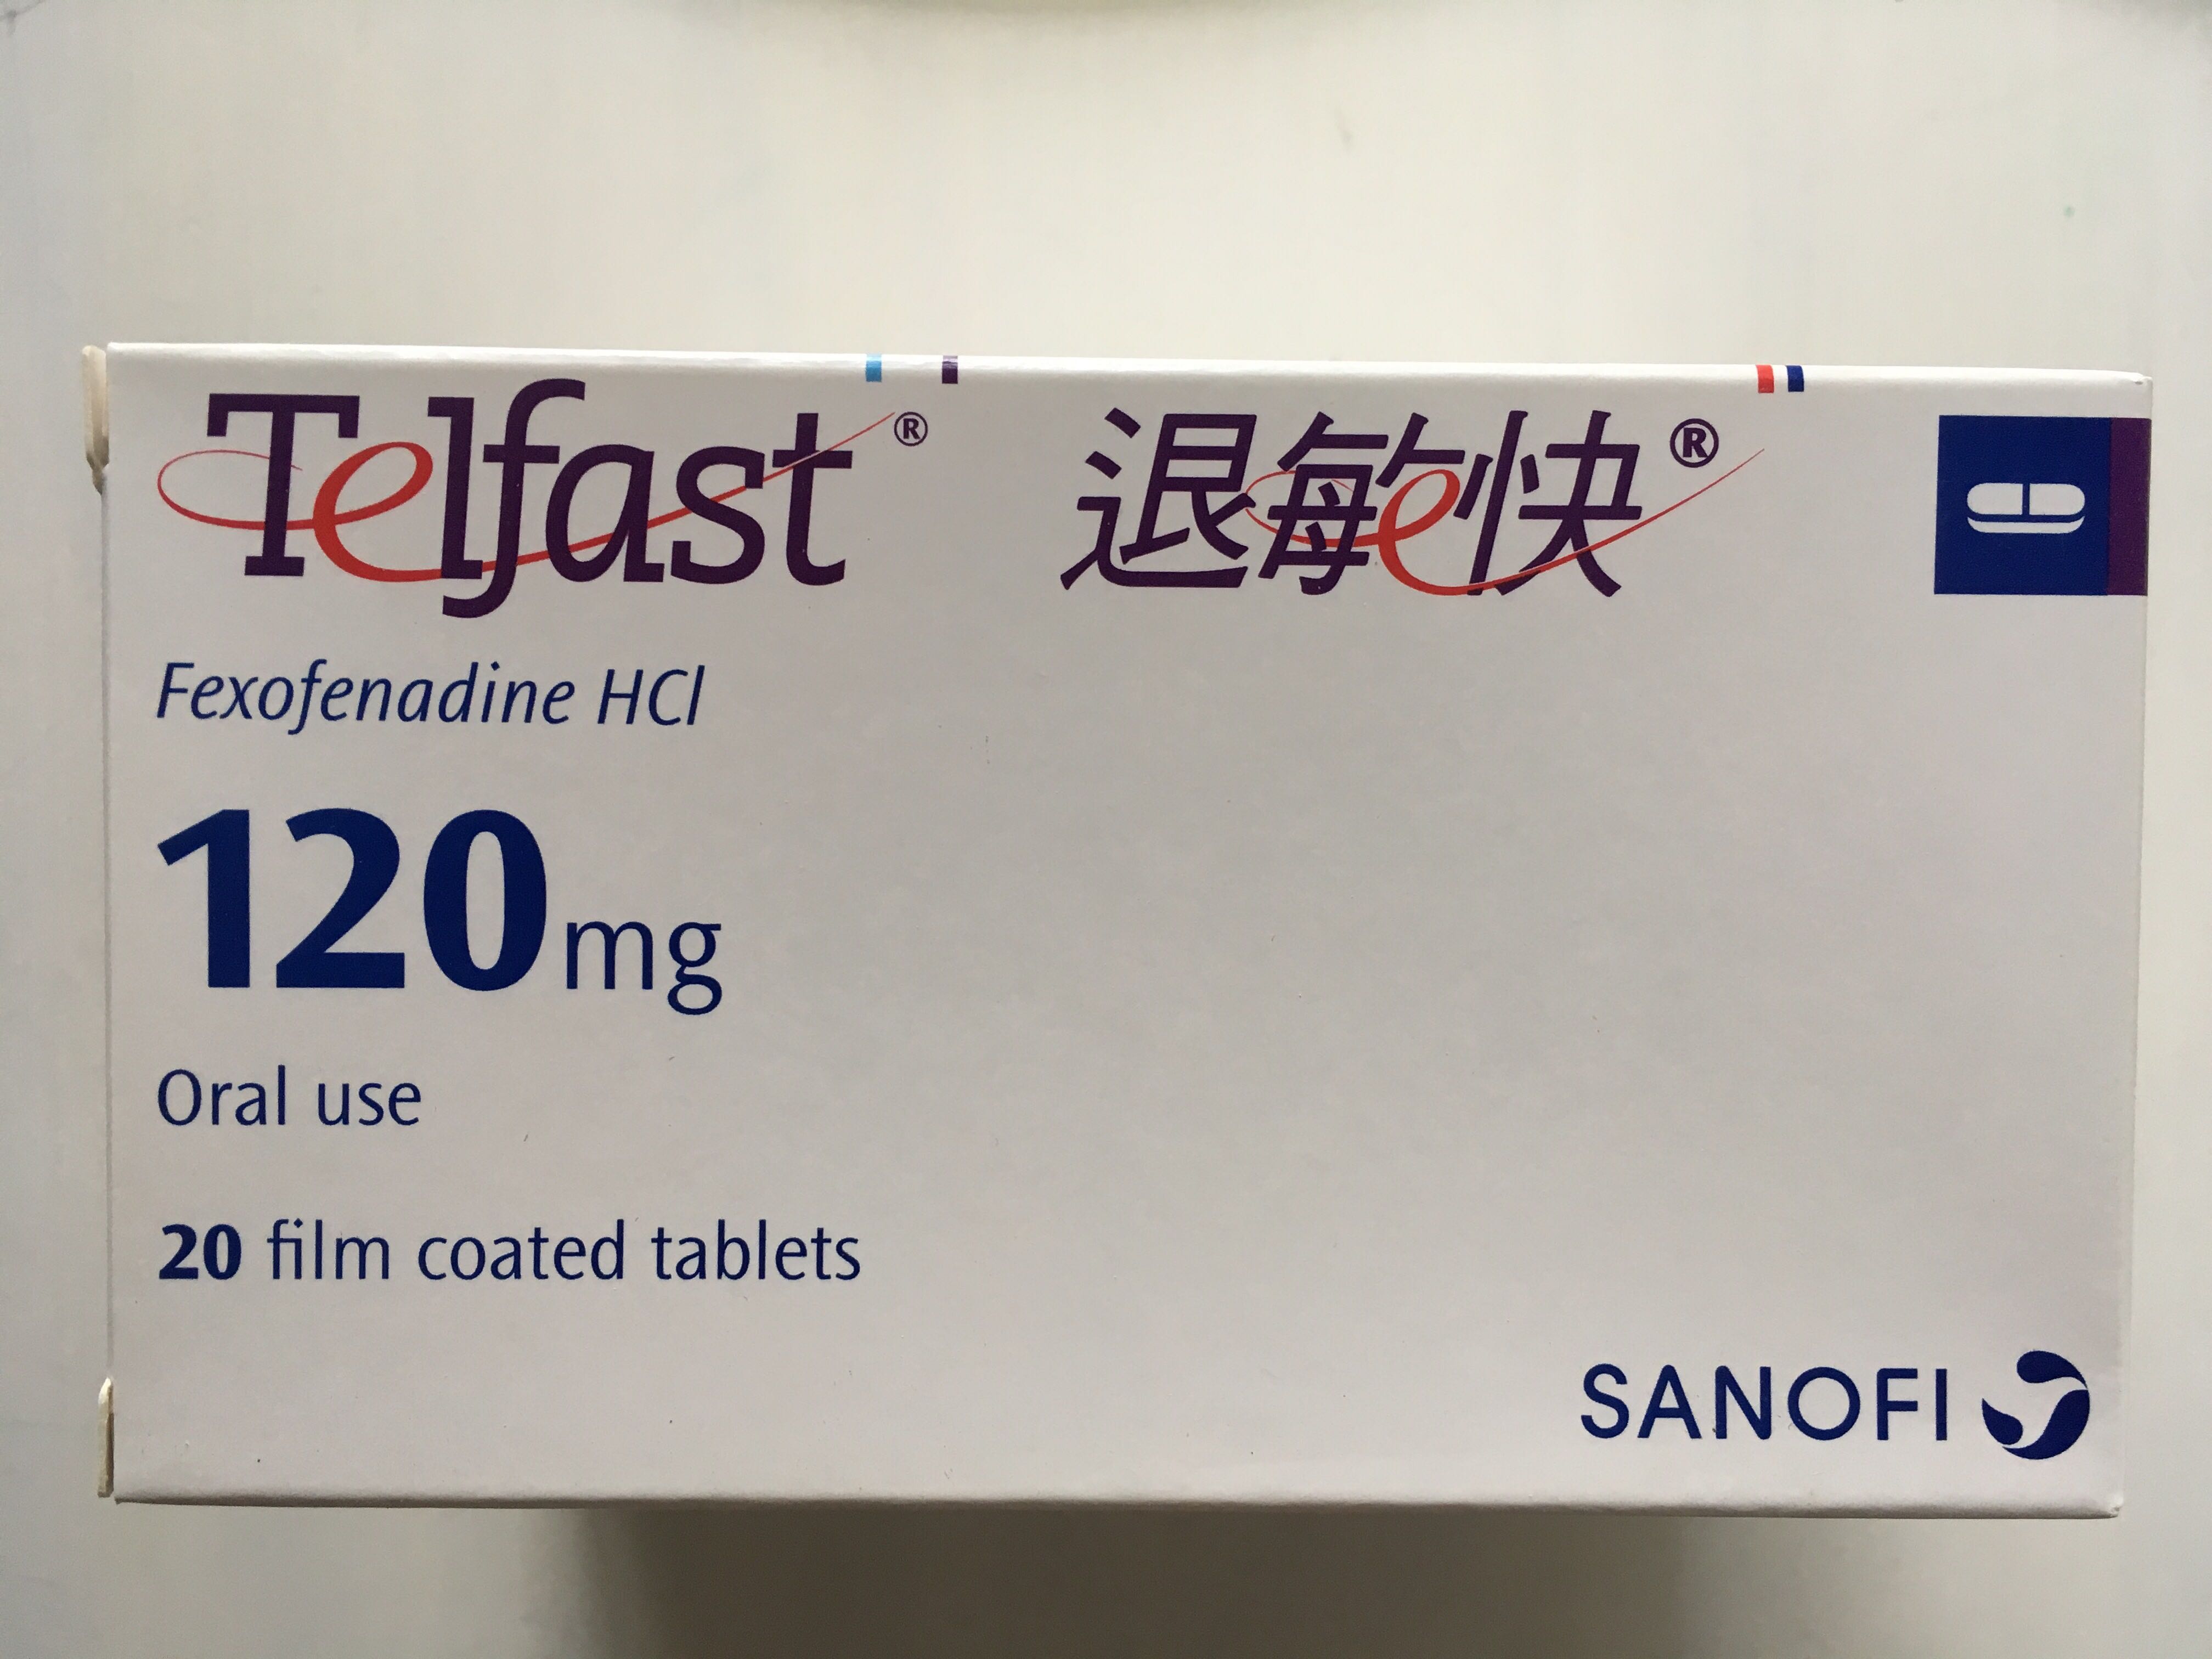 Telfast® 退敏快®
Fexofenadine HCl
120mg
Oral use
20 film coated tablets
SANOFI